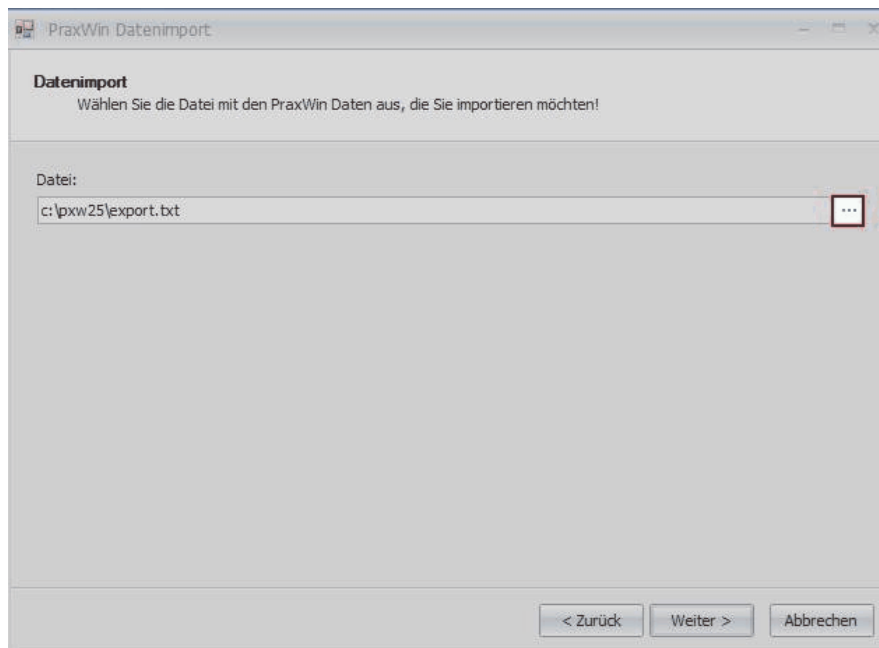 PraxWin Datenimport
Datenimport
Wählen Sie die Datei mit den PraxWin Daten aus, die Sie importieren möchten!
Datei:
c:\pxw25\export.txt
...
< Zurück Weiter > Abbrechen